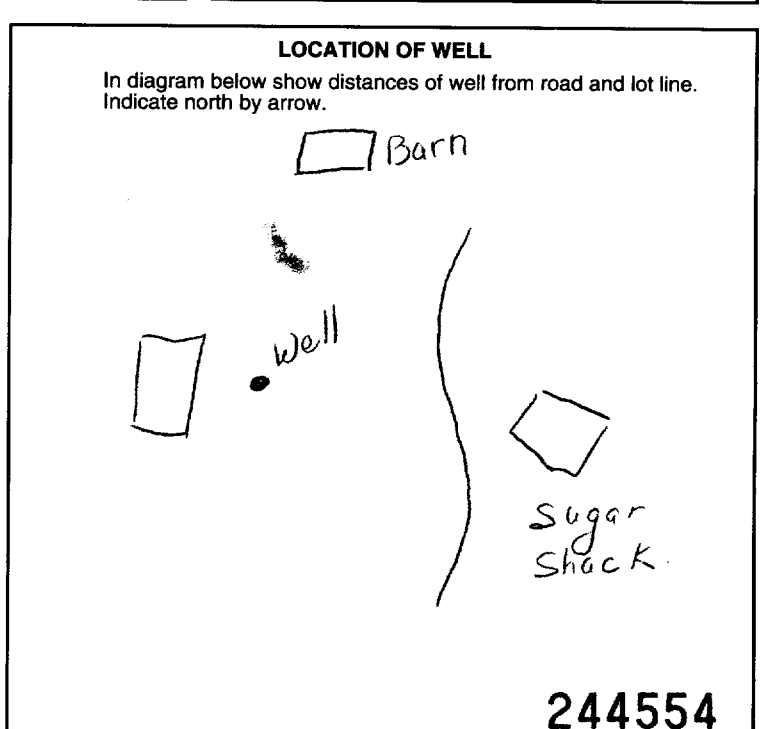 LOCATION OF WELL
In diagram below show distances of well from road and lot line.
Indicate north by arrow.
Barn
Well
Sugar
Shack.
244554